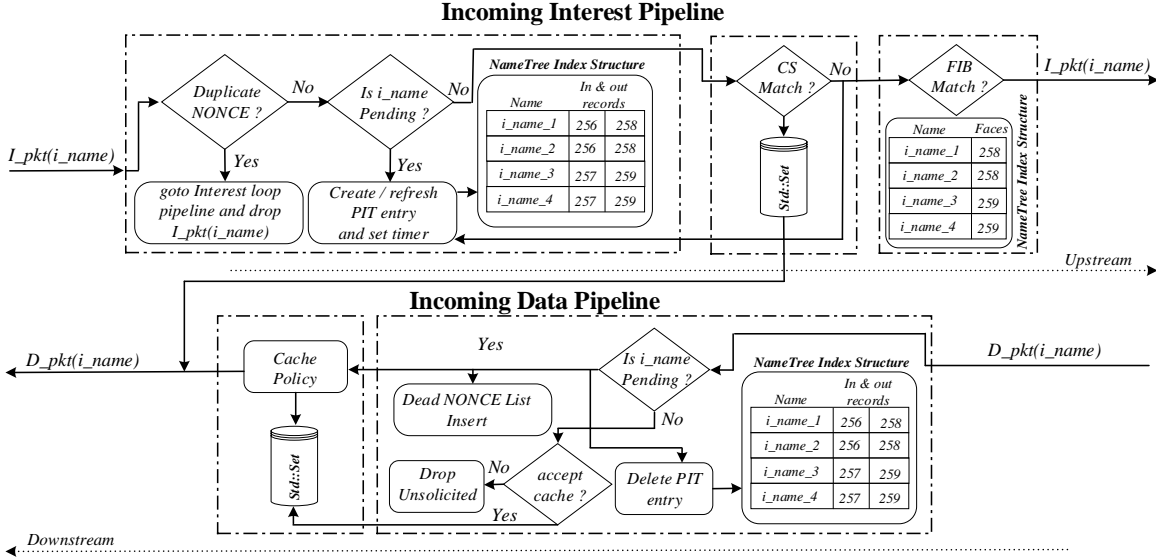 Incoming Interest Pipeline
I_pkt(i_name)
Duplicate
NONCE ?
No
Yes
goto Interest loop
pipeline and drop
I_pkt(i_name)
Is i_name
Pending ?
No
Yes
Create / refresh
PIT entry
and set timer
NameTree Index Structure
Name
In & out
records
i_name_1 256 258
i_name_2 256 258
i_name_3 257 259
i_name_4 257 259
CS
Match ?
No
Std::Set
FIB
Match ?
I_pkt(i_name)
Name Faces
i_name_1 258
i_name_2 258
i_name_3 259
i_name_4 259
NameTree Index Structure
Upstream
Incoming Data Pipeline
D_pkt(i_name)
Cache
Policy
Std::Set
Yes
Dead NONCE List
Insert
Is i_name
Pending ?
No
Drop
Unsolicited
No
accept
cache ?
Yes
Delete PIT
entry
NameTree Index Structure
Name
In & out
records
i_name_1 256 258
i_name_2 256 258
i_name_3 257 259
i_name_4 257 259
D_pkt(i_name)
Downstream